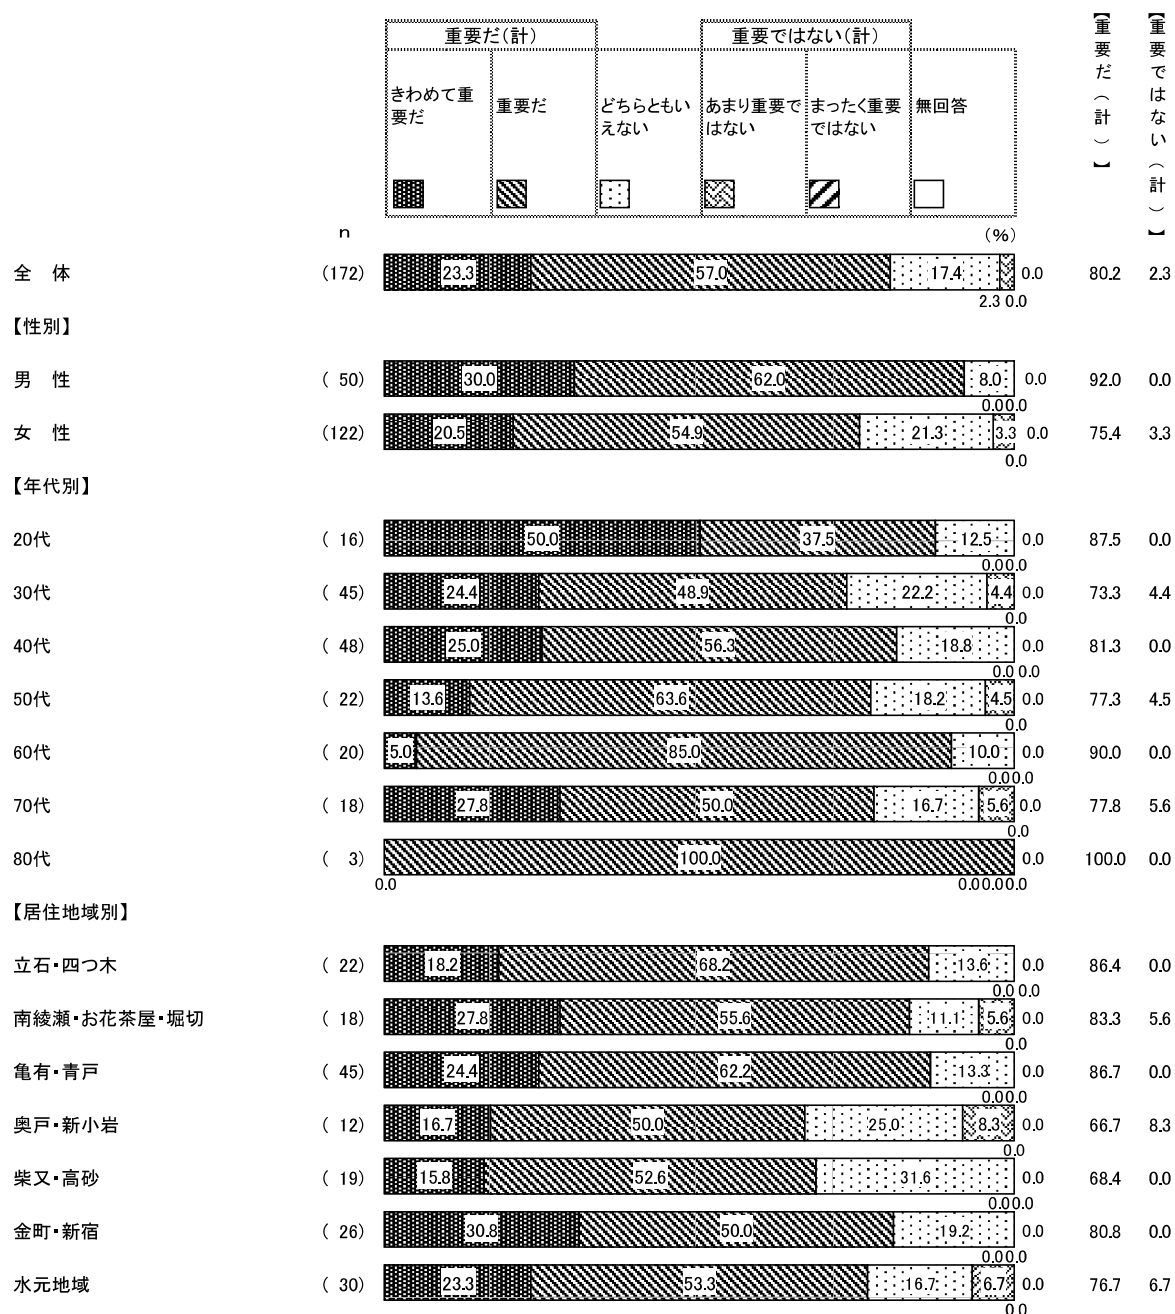 重要だ(計) 重要ではない(計)
きわめて重要だ 重要だ どちらともいえない あまり重要ではない まったく重要ではない 無回答
【重要だ(計)】
【重要ではない(計)】
n (%)
全 体 (172) 23.3 57.0 17.4 0.0 80.2 2.3
2.3 0.0
【性別】
男 性 ( 50) 30.0 62.0 8.0 0.0 92.0 0.0
0.0 0.0
女 性 (122) 20.5 54.9 21.3 3.3 0.0 75.4 3.3
0.0
【年代別】
20代 ( 16) 50.0 37.5 12.5 0.0 87.5 0.0
0.0 0.0
30代 ( 45) 24.4 48.9 22.2 4.4 0.0 73.3 4.4
0.0
40代 ( 48) 25.0 56.3 18.8 0.0 81.3 0.0
0.0 0.0
50代 ( 22) 13.6 63.6 18.2 4.5 0.0 77.3 4.5
0.0
60代 ( 20) 5.0 85.0 10.0 0.0 90.0 0.0
0.0 0.0
70代 ( 18) 27.8 50.0 16.7 5.6 0.0 77.8 5.6
0.0
80代 ( 3) 100.0 0.0 100.0 0.0
0.0 0.0 0.0 0.0
【居住地域別】
立石・四つ木 ( 22) 18.2 68.2 13.6 0.0 86.4 0.0
0.0 0.0
南綾瀬・お花茶屋・堀切 ( 18) 27.8 55.6 11.1 5.6 0.0 83.3 5.6
0.0
亀有・青戸 ( 45) 24.4 62.2 13.3 0.0 86.7 0.0
0.0 0.0
奥戸・新小岩 ( 12) 16.7 50.0 25.0 8.3 0.0 66.7 8.3
0.0
柴又・高砂 ( 19) 15.8 52.6 31.6 0.0 68.4 0.0
0.0 0.0
金町・新宿 ( 26) 30.8 50.0 19.2 0.0 80.8 0.0
0.0 0.0
水元地域 ( 30) 23.3 53.3 16.7 6.7 0.0 76.7 6.7
0.0